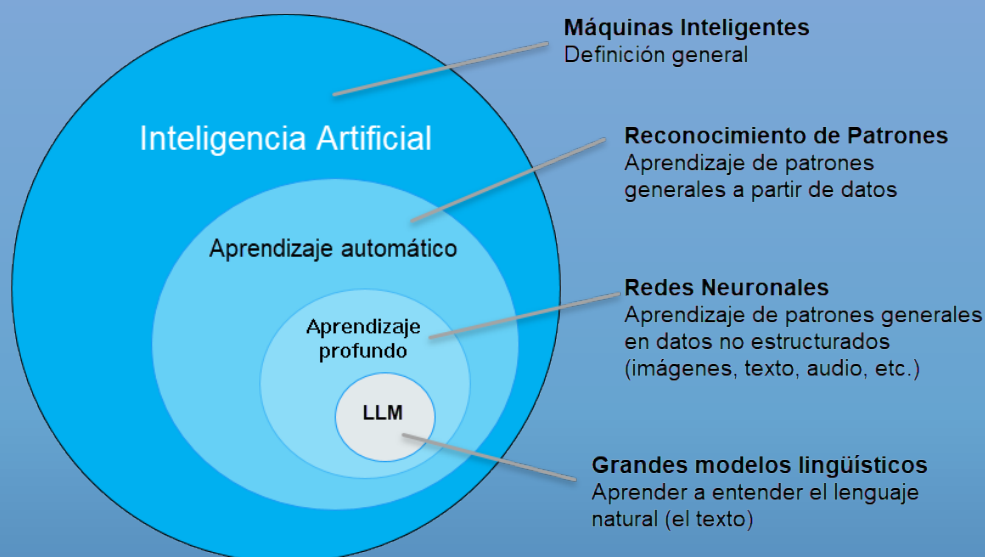 Máquinas Inteligentes
Definición general
Inteligencia Artificial
Reconocimiento de Patrones
Aprendizaje de patrones
generales a partir de datos
Aprendizaje automático
Redes Neuronales
Aprendizaje de patrones generales
en datos no estructurados
(imágenes, texto, audio, etc.)
Aprendizaje
profundo
LLM
Grandes modelos lingüísticos
Aprender a entender el lenguaje
natural (el texto)